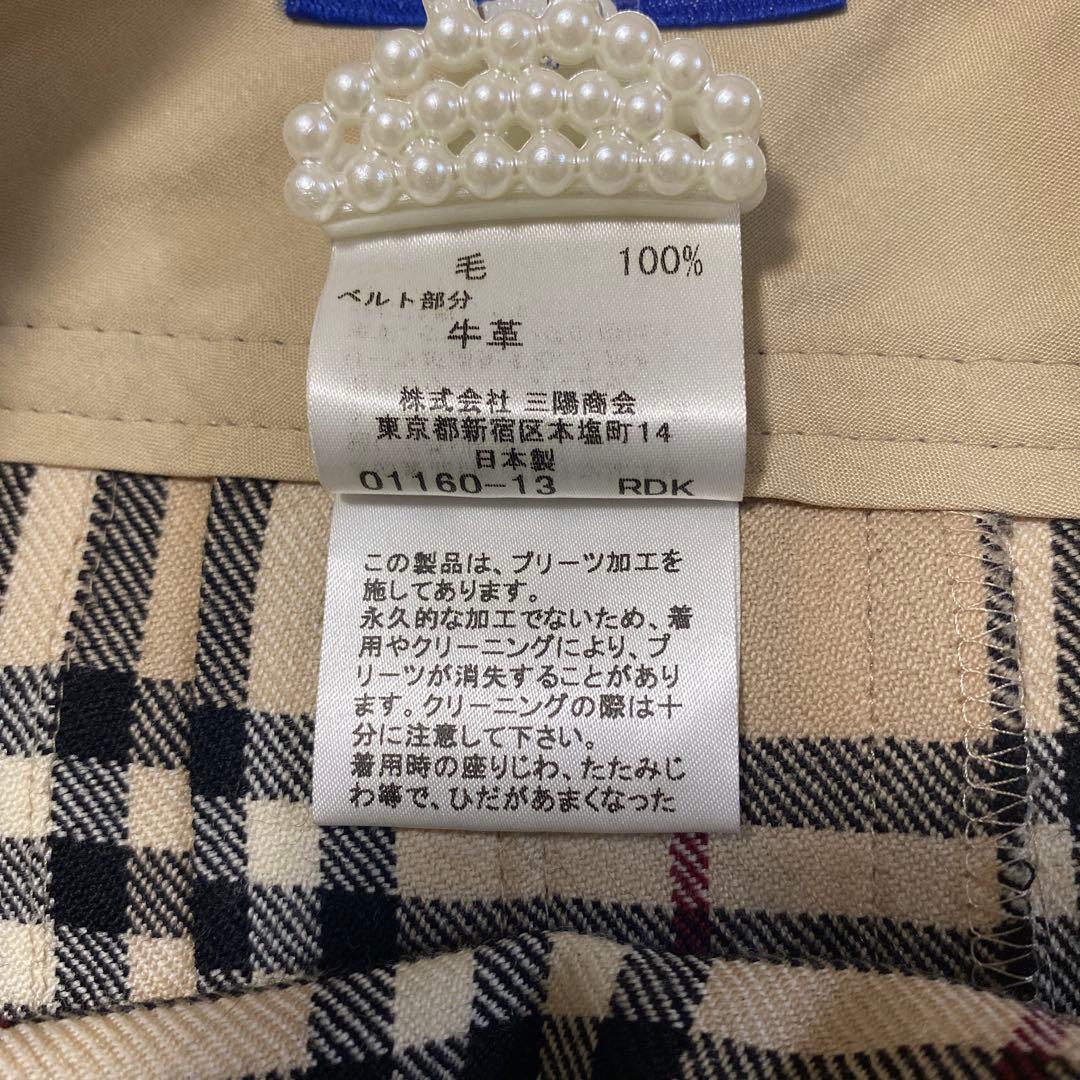 毛 100%
ベルト部分
牛革
株式会社 三陽商会
東京都新宿区本塩町14
日本製
01160-13 RDK
この製品は、プリーツ加工を
施してあります。
永久的な加工でないため、着
用やクリーニングにより、プ
リーツが消失することがあり
ます。クリーニングの際は十
分に注意して下さい。
着用時の座りじわ、たたみじ
わ等で、ひだがあまくなった